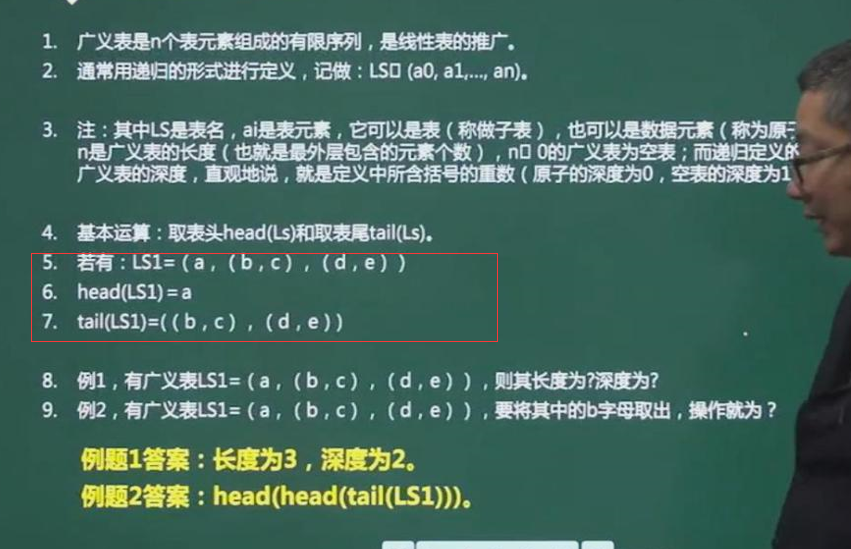 1. 广义表是n个表元素组成的有限序列，是线性表的推广。
2. 通常用递归的形式进行定义，记做：LS▯ (a0, a1,..., an)。
3. 注：其中LS是表名，ai是表元素，它可以是表（称做子表），也可以是数据元素（称为原子
n是广义表的长度（也就是最外层包含的元素个数），n▯ 0的广义表为空表；而递归定义的
广义表的深度，直观地说，就是定义中所含括号的重数（原子的深度为0，空表的深度为1
4. 基本运算：取表头head(Ls)和取表尾tail(Ls)。
5. 若有：LS1=（a，（b，c），（d，e））
6. head(LS1)＝a
7. tail(LS1)=((b，c)，(d，e))
8. 例1，有广义表LS1=（a，（b，c），（d，e）），则其长度为?深度为?
9. 例2，有广义表LS1=（a，（b，c），（d，e）），要将其中的b字母取出，操作就为？
例题1答案：长度为3，深度为2。
例题2答案：head(head(tail(LS1)))。